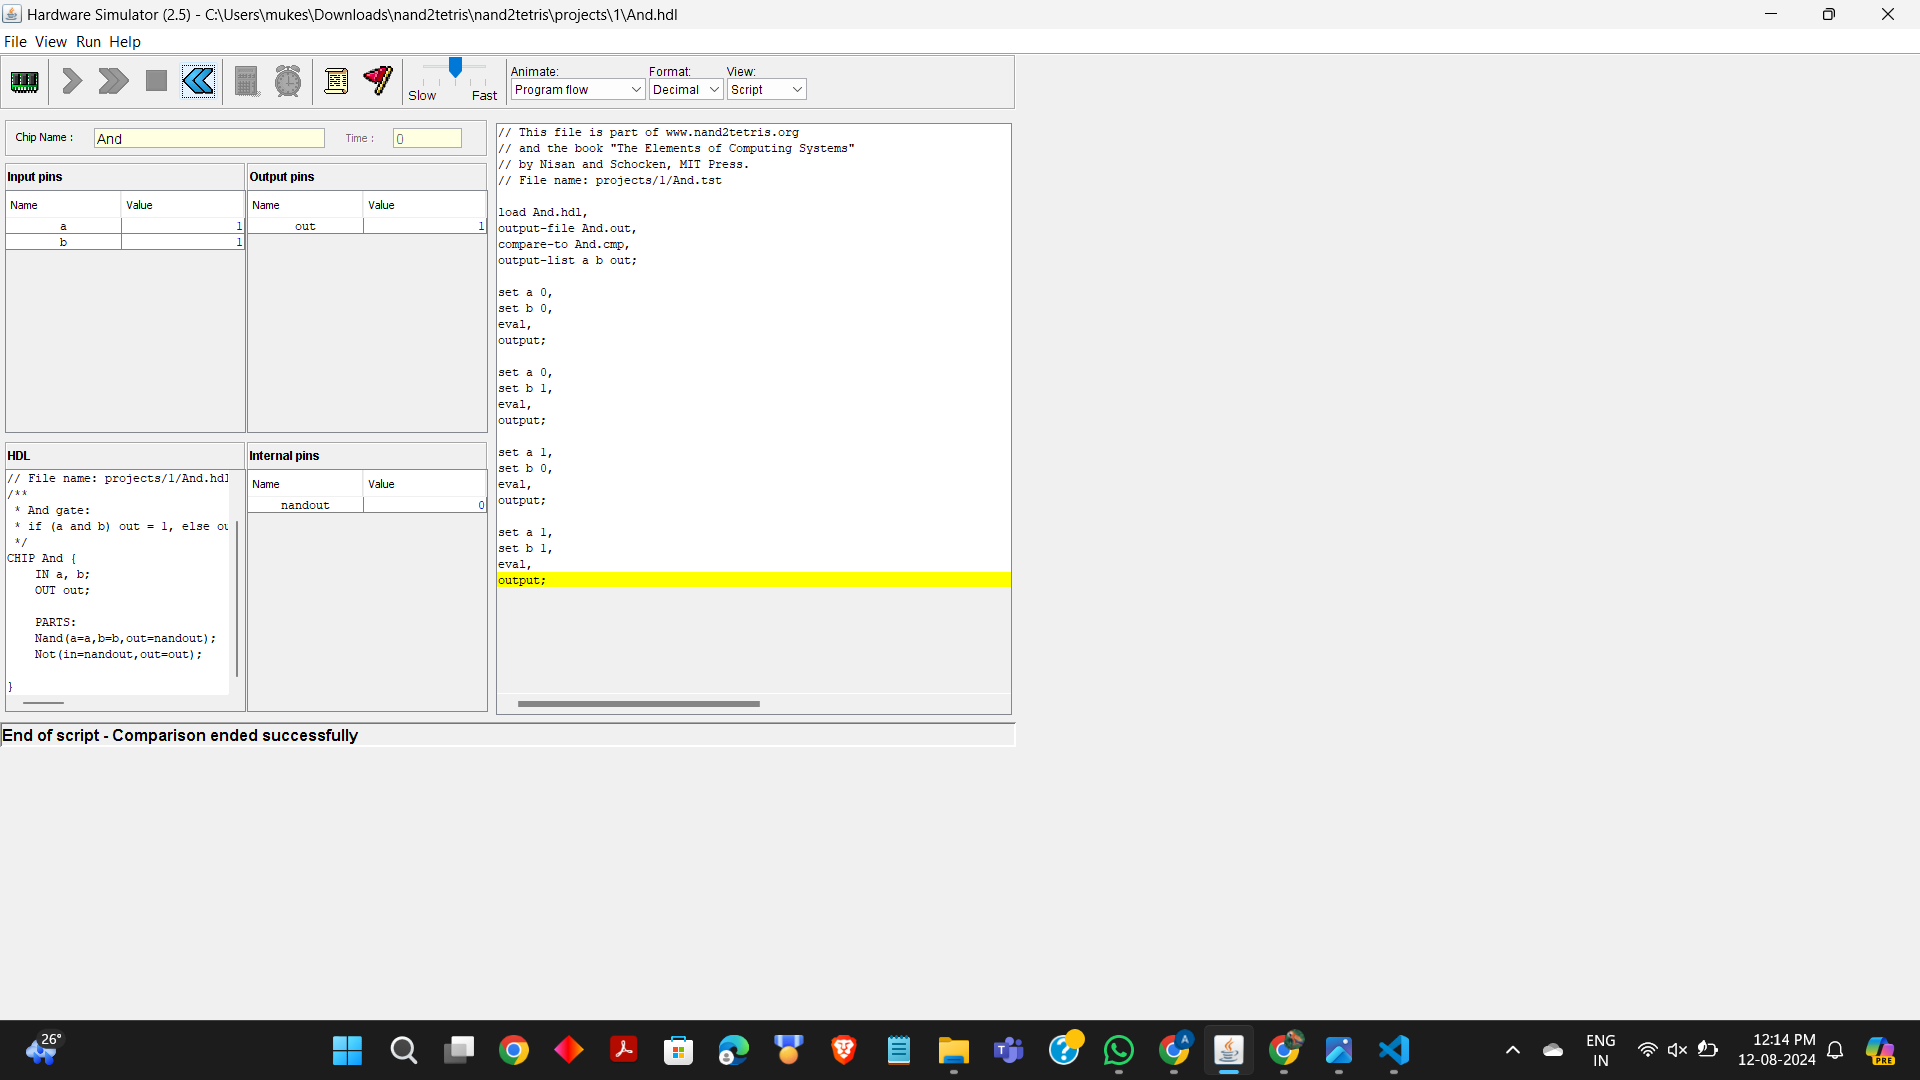 Hardware Simulator (2.5) - C:\Users\mukes\Downloads\nand2tetris\nand2tetris\projects\1\And.hdl
File View Run Help
Slow Fast
Animate: Format: View:
Program flow Decimal Script
Chip Name : And Time : 0
Input pins
Name Value
a 1
b 1
Output pins
Name Value
out 1
HDL
// File name: projects/1/And.hdl
/**
* And gate:
* if (a and b) out = 1, else ou
*/
CHIP And {
IN a, b;
OUT out;
PARTS:
Nand(a=a,b=b,out=nandout);
Not(in=nandout,out=out);
}
Internal pins
Name Value
nandout 0
// This file is part of www.nand2tetris.org
// and the book "The Elements of Computing Systems"
// by Nisan and Schocken, MIT Press.
// File name: projects/1/And.tst
load And.hdl,
output-file And.out,
compare-to And.cmp,
output-list a b out;
set a 0,
set b 0,
eval,
output;
set a 0,
set b 1,
eval,
output;
set a 1,
set b 0,
eval,
output;
set a 1,
set b 1,
eval,
output;
End of script - Comparison ended successfully
26°
A
ENG
IN
12:14 PM
12-08-2024
PRE